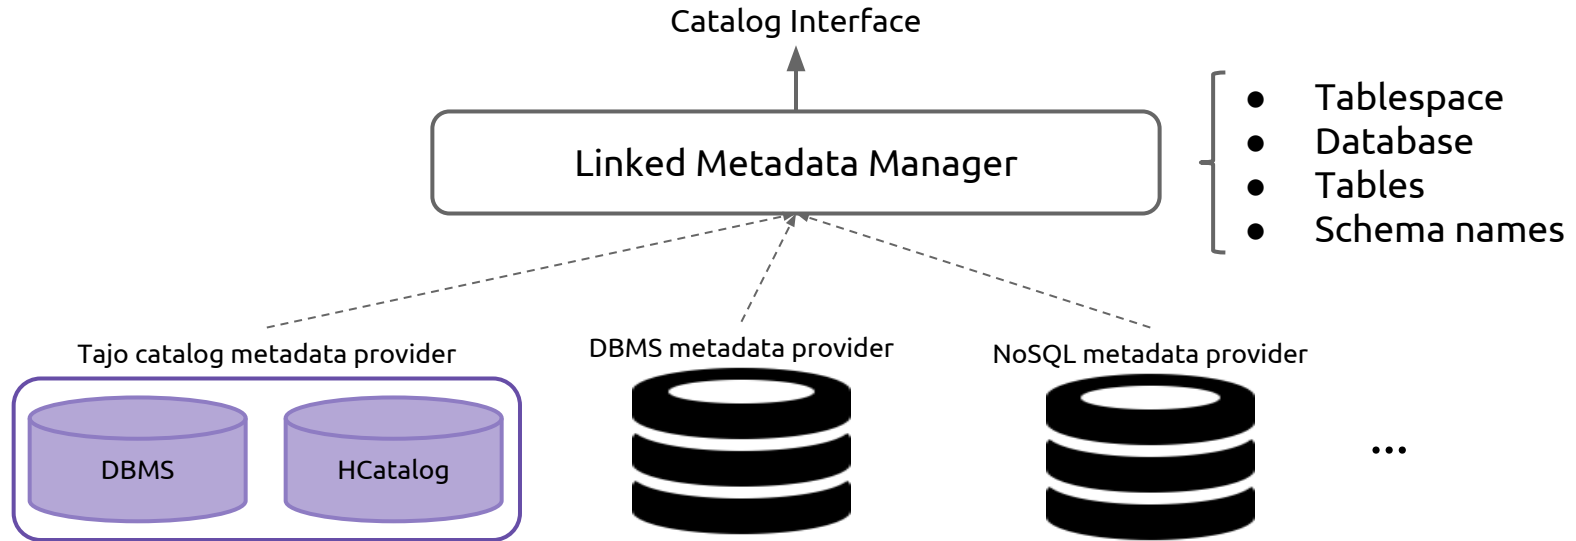 Catalog Interface
Linked Metadata Manager
● Tablespace
● Database
● Tables
● Schema names
Tajo catalog metadata provider
DBMS metadata provider
NoSQL metadata provider
DBMS
HCatalog
...